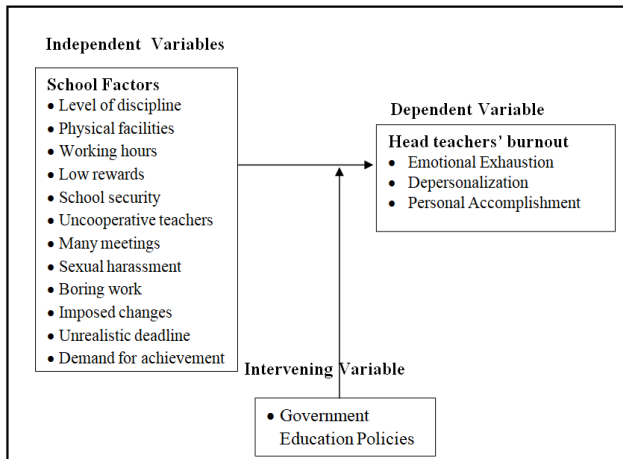 Independent Variables
School Factors
• Level of discipline
• Physical facilities
• Working hours
• Low rewards
• School security
• Uncooperative teachers
• Many meetings
• Sexual harassment
• Boring work
• Imposed changes
• Unrealistic deadline
• Demand for achievement
Dependent Variable
Head teachers’ burnout
• Emotional Exhaustion
• Depersonalization
• Personal Accomplishment
Intervening Variable
• Government
Education Policies